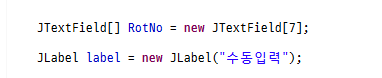 JTextField[] RotNo = new JTextField[7];
JLabel label = new JLabel("수동입력");